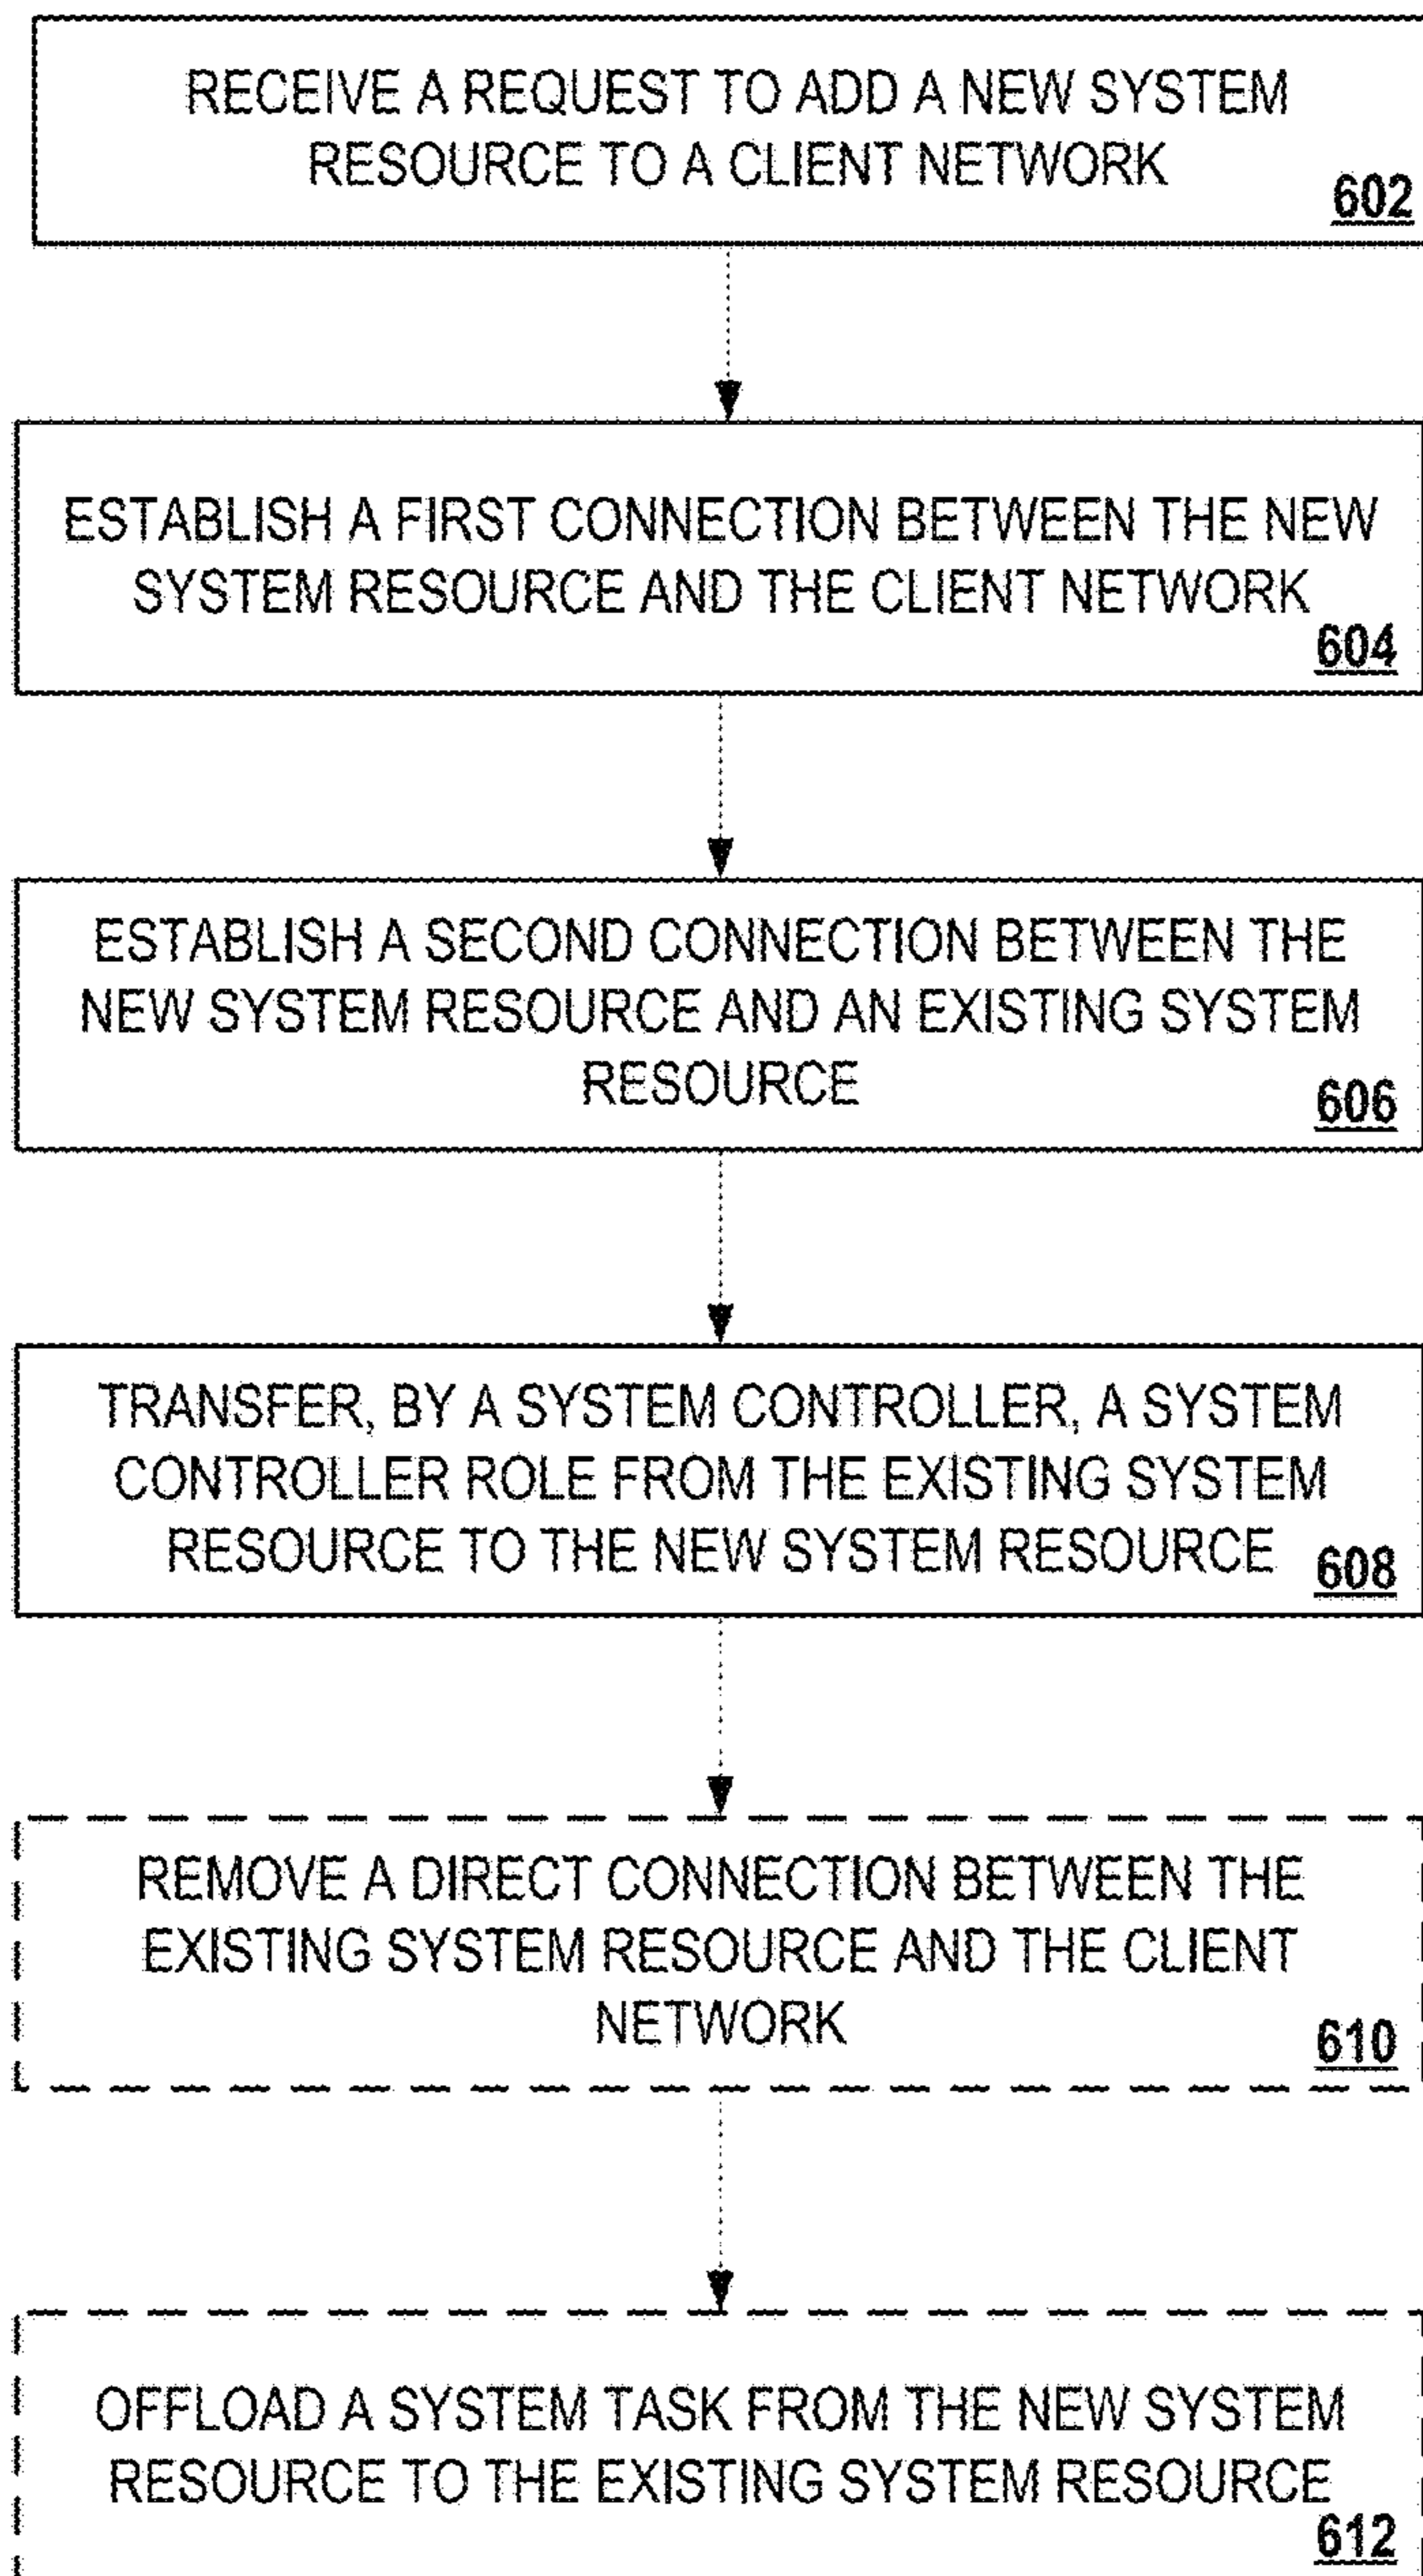 RECEIVE A REQUEST TO ADD A NEW SYSTEM
RESOURCE TO A CLIENT NETWORK
602
ESTABLISH A FIRST CONNECTION BETWEEN THE NEW
SYSTEM RESOURCE AND THE CLIENT NETWORK
604
ESTABLISH A SECOND CONNECTION BETWEEN THE
NEW SYSTEM RESOURCE AND AN EXISTING SYSTEM
RESOURCE
606
TRANSFER, BY A SYSTEM CONTROLLER, A SYSTEM
CONTROLLER ROLE FROM THE EXISTING SYSTEM
RESOURCE TO THE NEW SYSTEM RESOURCE
608
REMOVE A DIRECT CONNECTION BETWEEN THE
EXISTING SYSTEM RESOURCE AND THE CLIENT
NETWORK
610
OFFLOAD A SYSTEM TASK FROM THE NEW SYSTEM
RESOURCE TO THE EXISTING SYSTEM RESOURCE
612